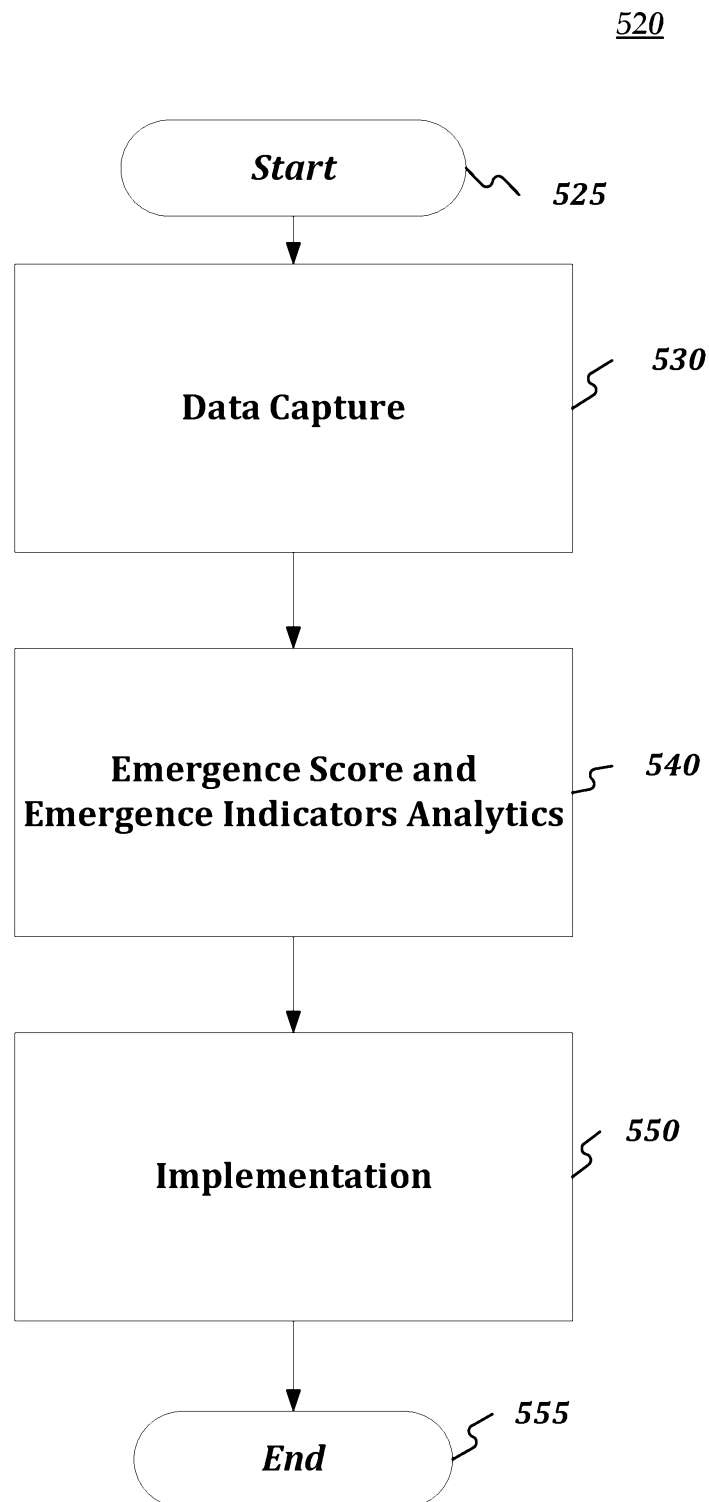 520
Start
525
Data Capture
530
Emergence Score and
Emergence Indicators Analytics
540
Implementation
550
End
555